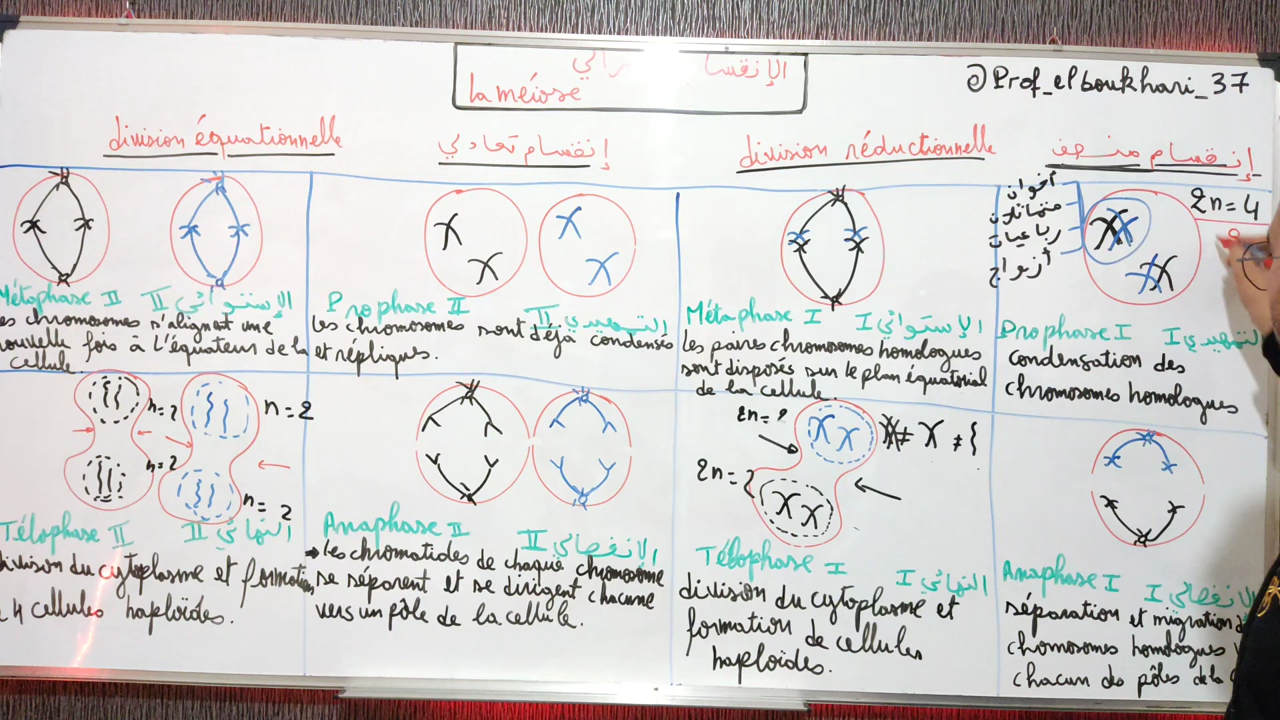 الإنقسا
la méiose
@Prof_elboukhari_37
division équationnelle
إنقسام تعادلي
division réductionnelle
إنقسام منصف
أخوان
متماثلان
رباعيات
أزواج
2n=4
Prophase I
التمهيدي I
condensation des
chromosomes homologues
Métaphase I
الإستوائي I
les paires chromosomes homologues
sont disposés sur le plan équatorial
de la cellule.
Prophase II
التمهيدي II
les chromosomes sont déjà condensés
et répliques.
Métaphase II
الإستوائي II
es chromosomes s'alignent une
nouvelle fois à l'équateur de la
cellule
Anaphase I
الإنفصالي I
séparation et migration
chomosomes homologues
chacun des pôles de la
2n=?
2n=2
≠ ≠
Télophase I
النهائي I
division du cytoplasme et
formation de cellules
haploïdes.
Anaphase II
الإنفصالي II
→ les chromatides de chaque chromosome
se séparent et se dirigent chacune
vers un pôle de la cellule.
n=2
n=2
n=2
n=2
Télophase II
النهائي II
division du cytoplasme et formation
4 cellules haploïdes.